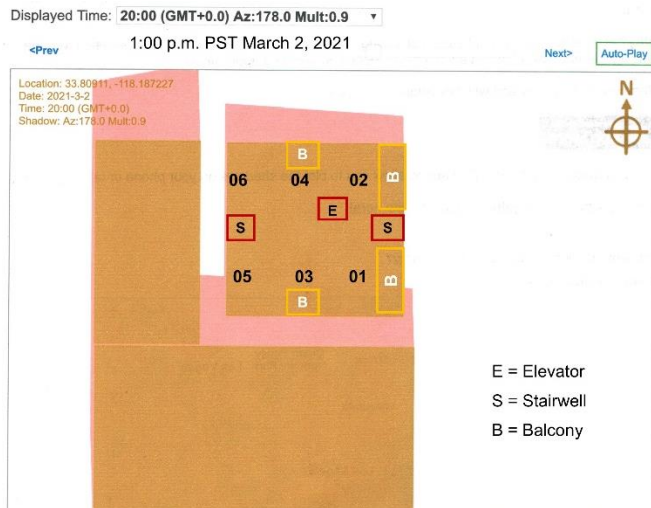 Displayed Time: 20:00 (GMT+0.0) Az:178.0 Mult:0.9
1:00 p.m. PST March 2, 2021
<Prev
Next>
Auto-Play
Location: 33.80911, -118.187227
Date: 2021-3-2
Time: 20:00 (GMT+0.0)
Shadow: Az:178.0 Mult:0.9
N
B
B
06
04
02
E
S
S
05
03
01
B
B
E = Elevator
S = Stairwell
B = Balcony